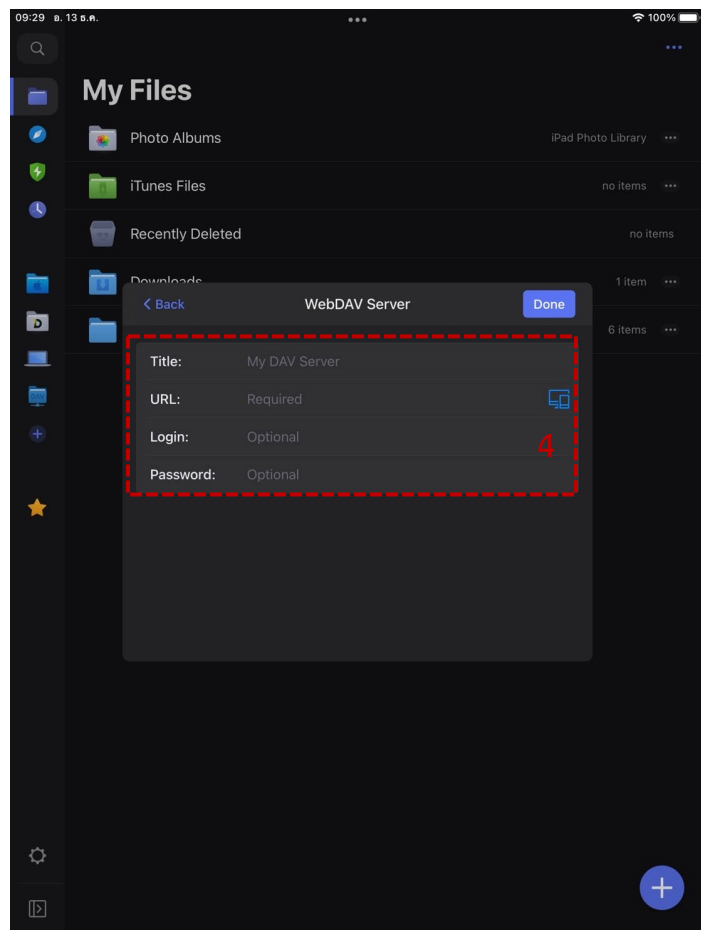 09:29 อ. 13 ธ.ค.
100%
My Files
Photo Albums iPad Photo Library
iTunes Files no items
Recently Deleted no items
Downloads 1 item
Back WebDAV Server Done
6 items
Title: My DAV Server
URL: Required
Login: Optional
4
Password: Optional
DAV